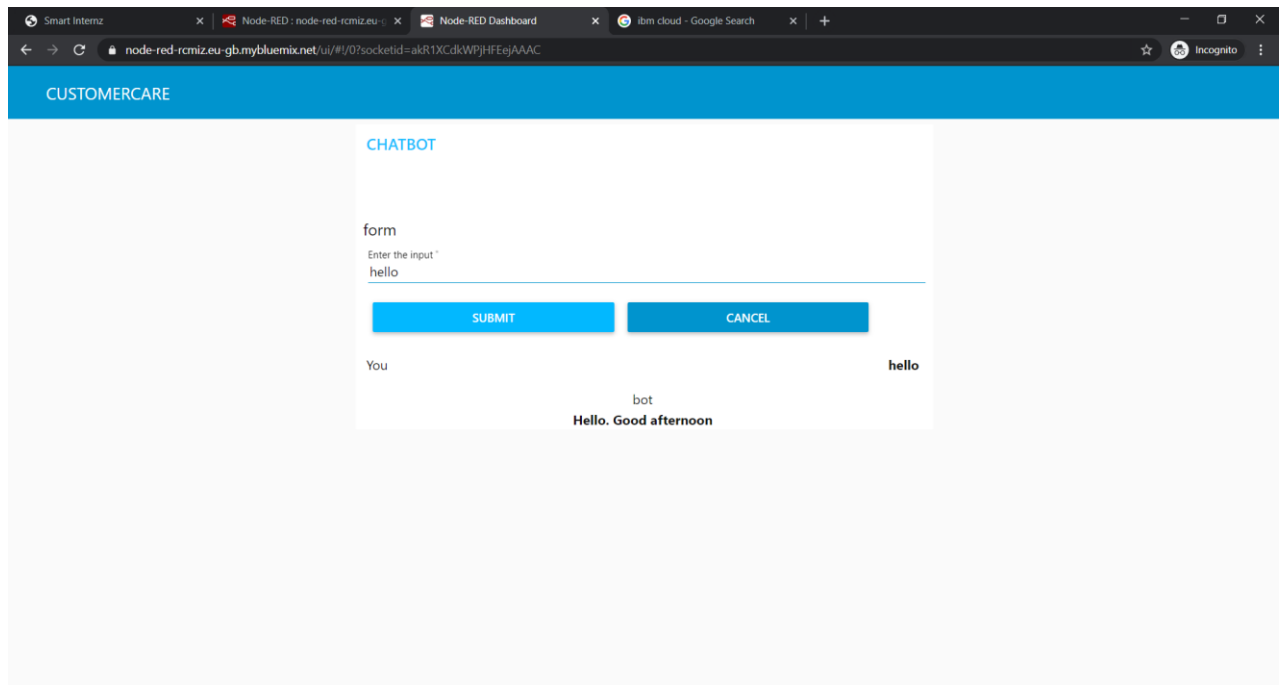 Smart Internz
Node-RED : node-red-rcmiz.eu-g
Node-RED Dashboard
ibm cloud - Google Search
node-red-rcmiz.eu-gb.mybluemix.net/ui/#!/0?socketid=akR1XCdkWPjHFEejAAAC
Incognito
CUSTOMERCARE
CHATBOT
form
Enter the input *
hello
SUBMIT CANCEL
You hello
bot
Hello. Good afternoon